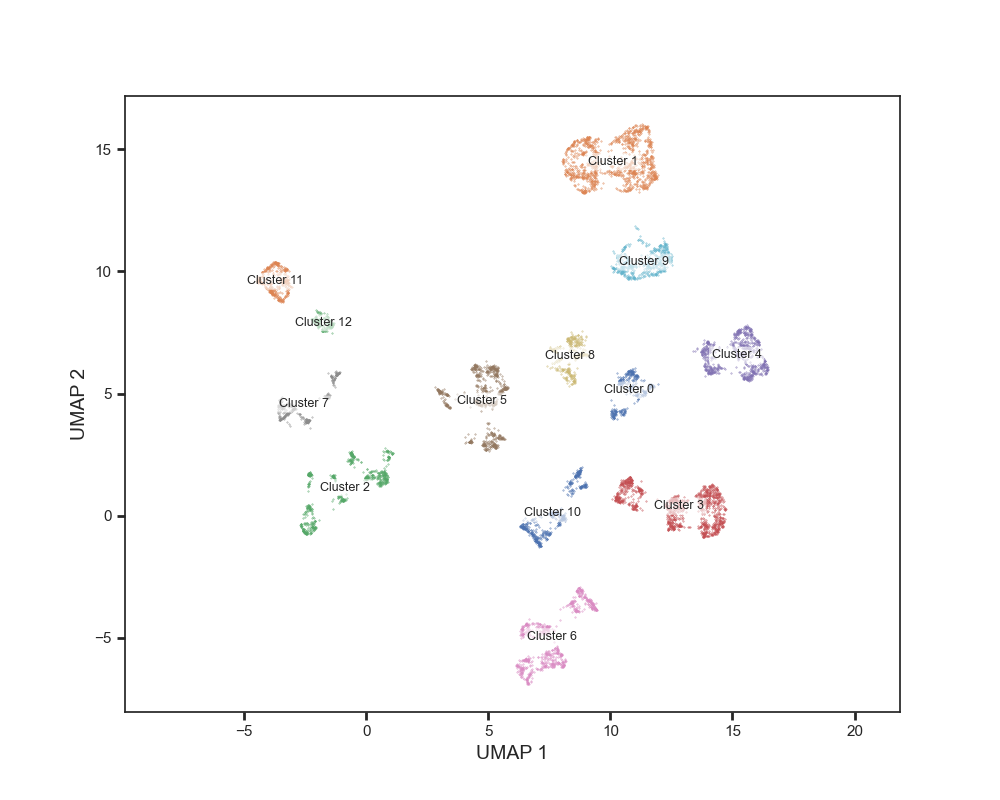 15
10
5
0
−5
UMAP 2
Cluster 1
Cluster 9
Cluster 11
Cluster 12
Cluster 8
Cluster 4
Cluster 0
Cluster 5
Cluster 7
Cluster 2
Cluster 3
Cluster 10
Cluster 6
−5
0
5
10
15
20
UMAP 1